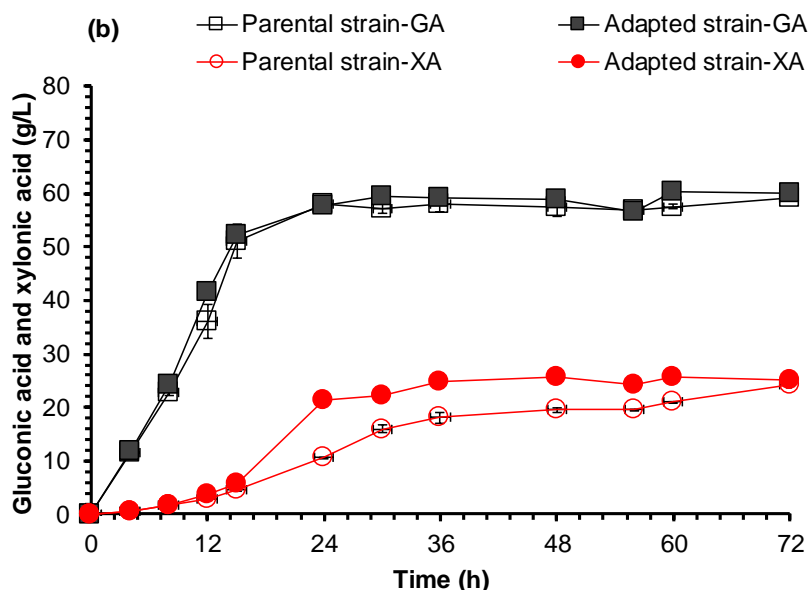 (b)
Parental strain-GA
Adapted strain-GA
Parental strain-XA
Adapted strain-XA
80
70
60
50
40
30
20
10
0
Gluconic acid and xylonic acid (g/L)
0 12 24 36 48 60 72
Time (h)